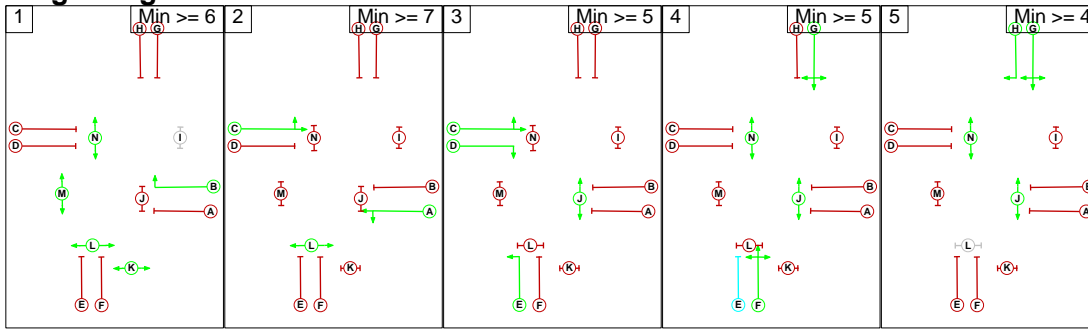 1 Min >= 6 2 Min >= 7 3 Min >= 5 4 Min >= 5 5 Min >= 4
H G H G H G H G H G
C N I C N I C N I C N I C N I
D D D D D
M J B M J B M J B M J B M J B
A A A A A
L L L L L
K K K K K
E F E F E F E F E F